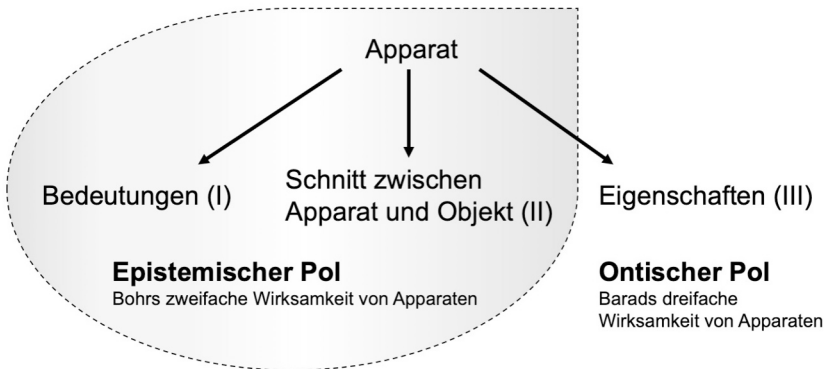 Apparat
Bedeutungen (I)
Schnitt zwischen
Apparat und Objekt (II)
Eigenschaften (III)
Epistemischer Pol
Bohrs zweifache Wirksamkeit von Apparaten
Ontischer Pol
Barads dreifache
Wirksamkeit von Apparaten